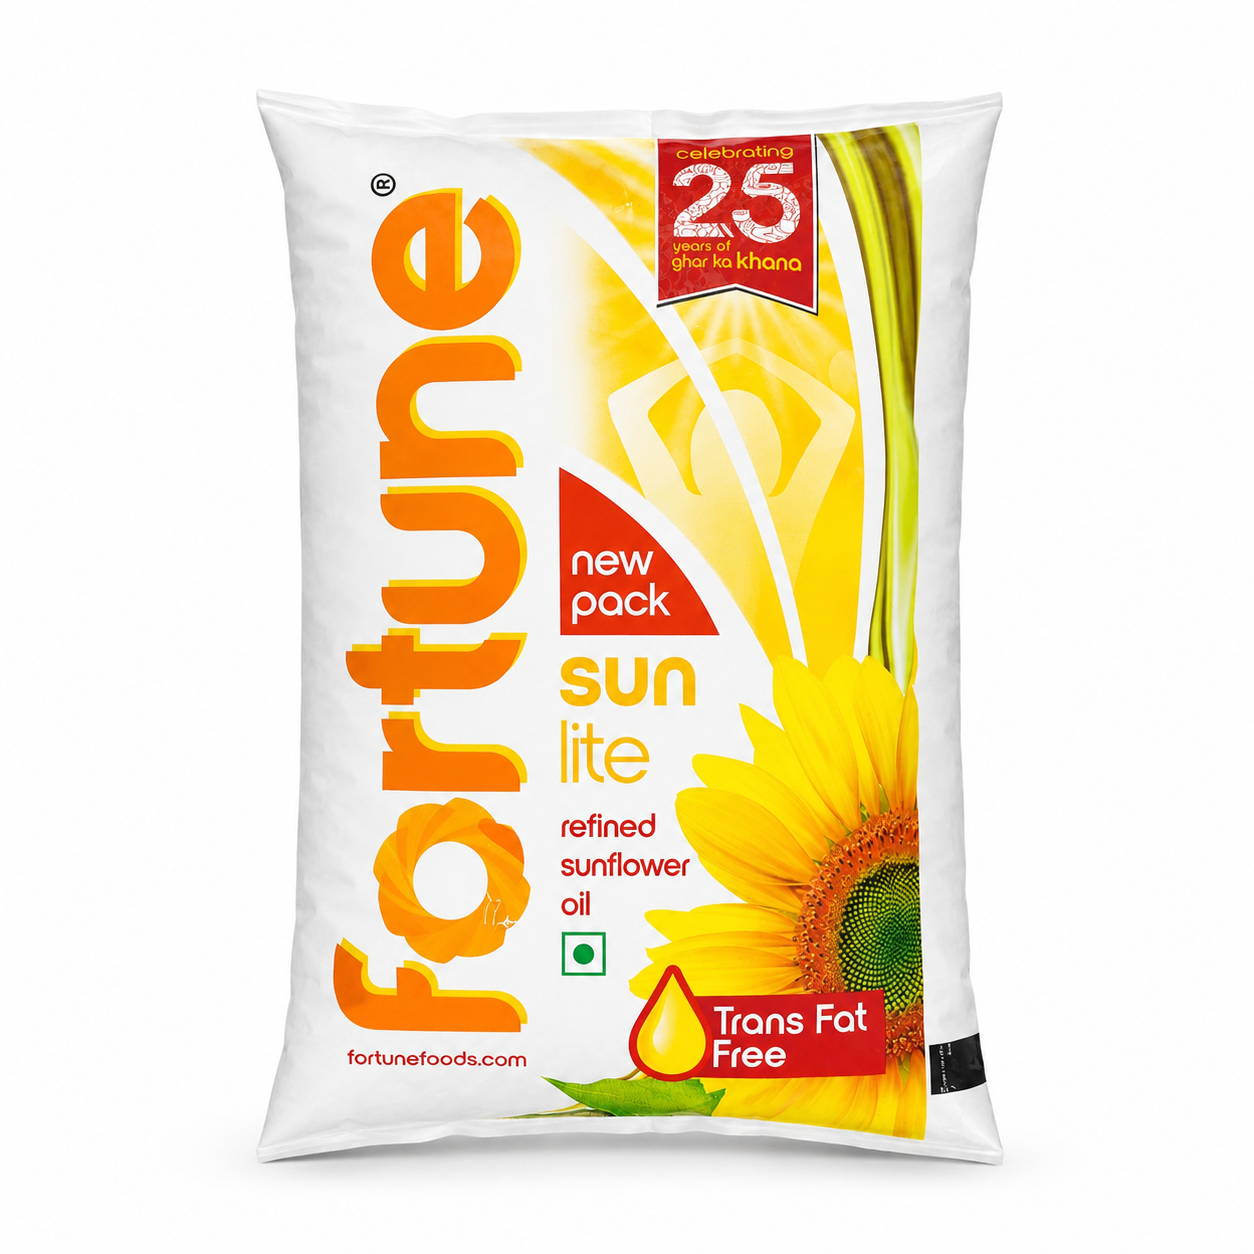 celebrating
25
years of
ghar ka khana
fortune®
new
pack
sun
lite
refined
sunflower
oil
Trans Fat
Free
fortunefoods.com